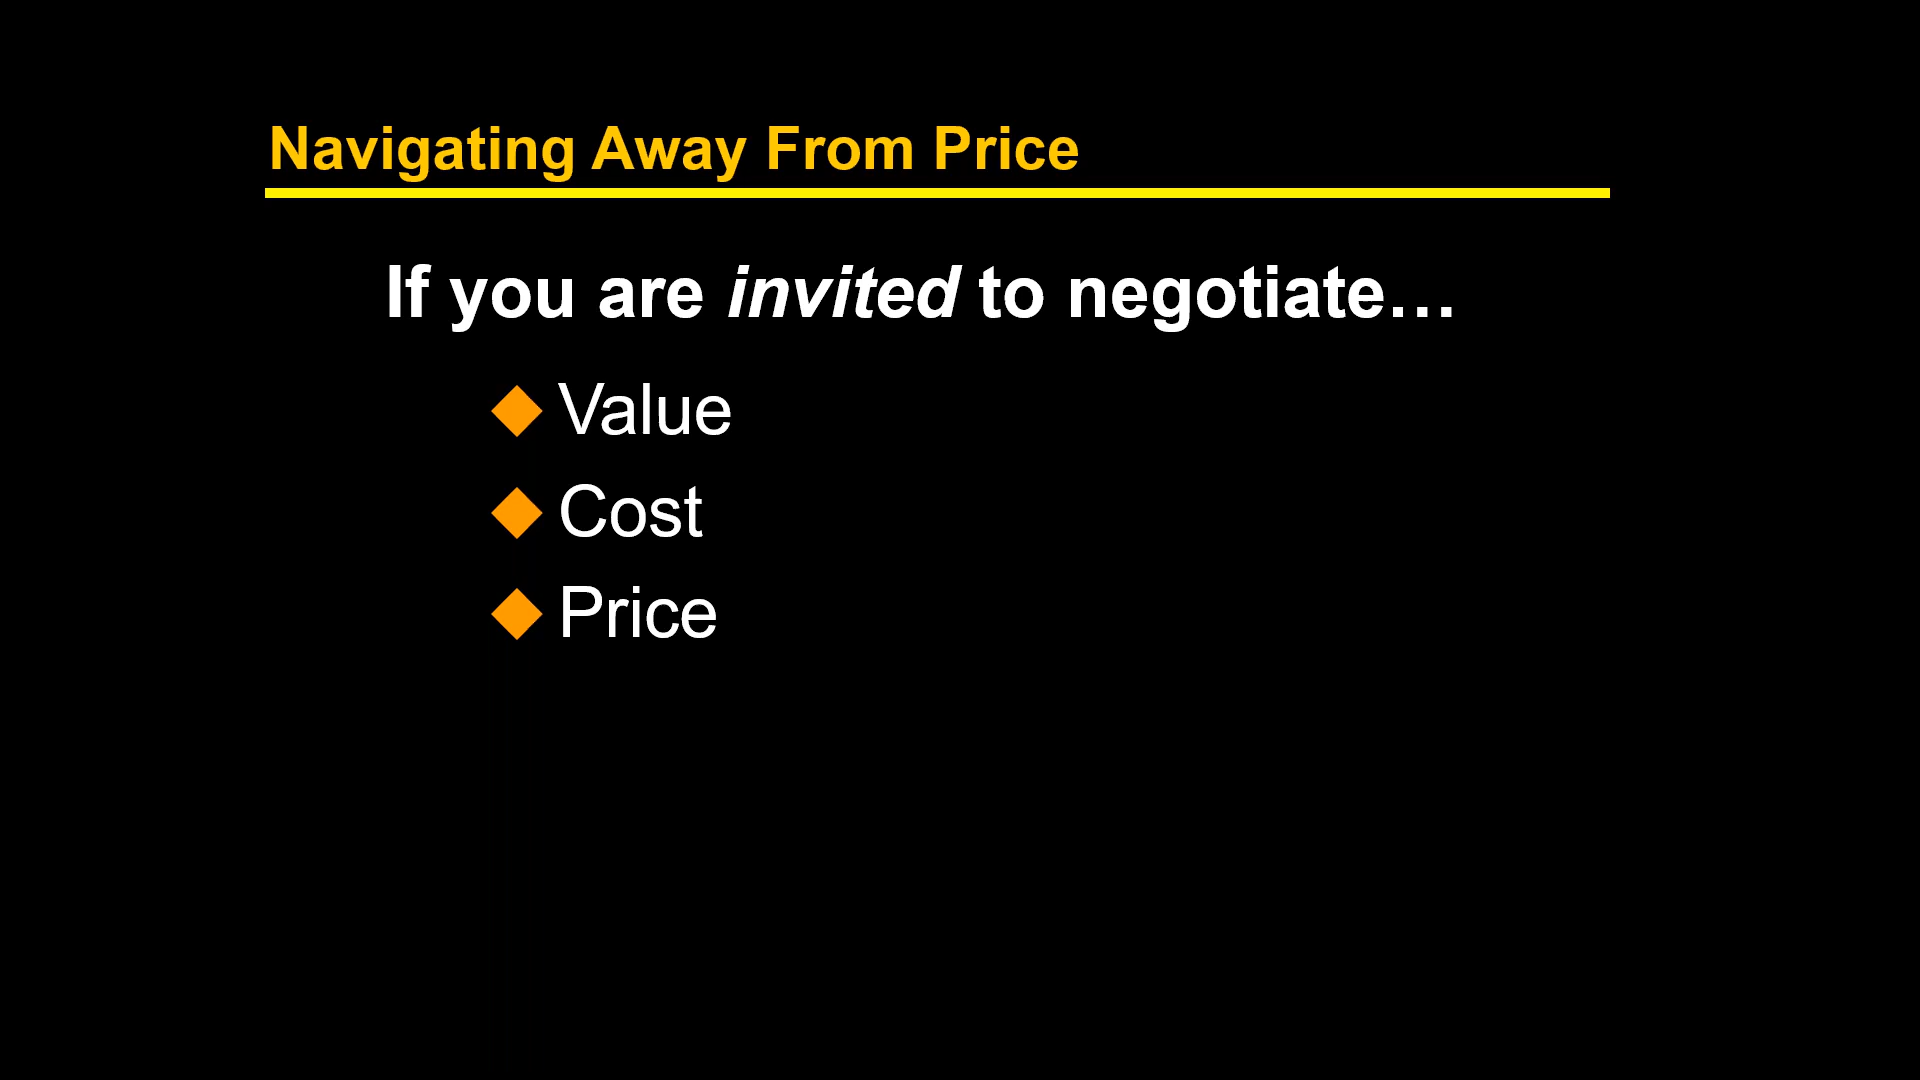 Navigating Away From Price
If you are invited to negotiate…
Value
Cost
Price